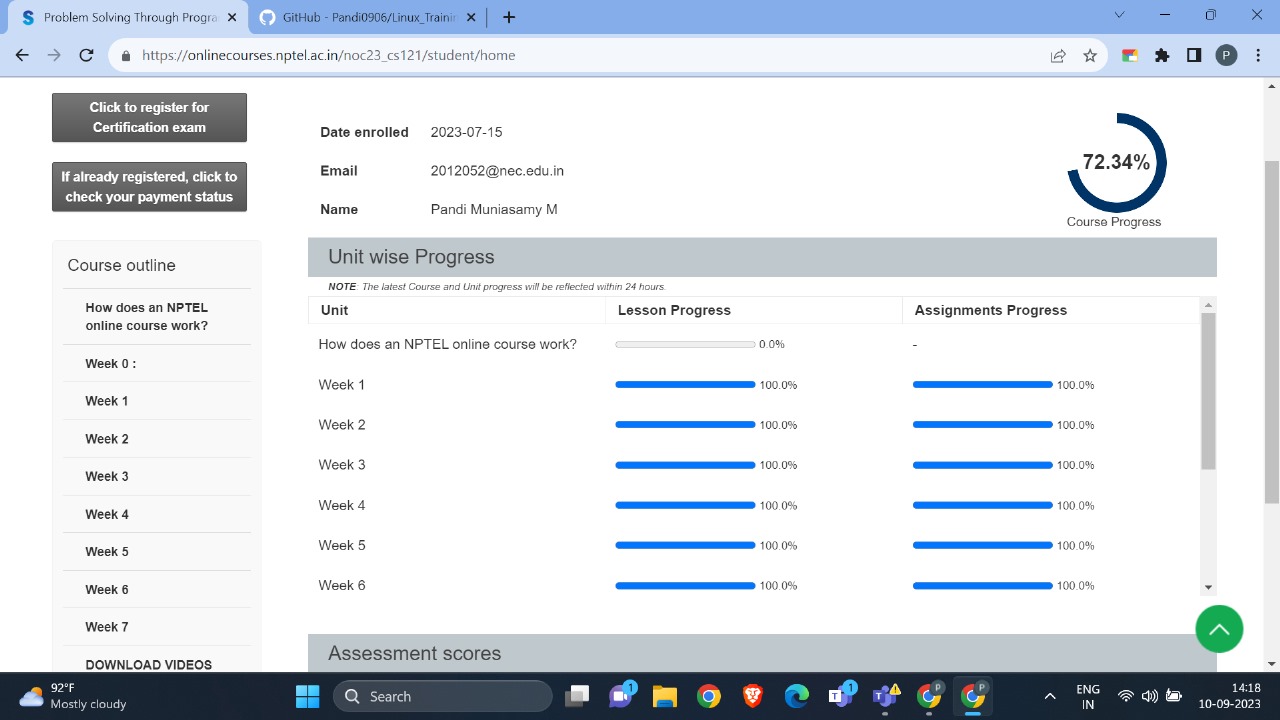 Problem Solving Through Progra
GitHub - Pandi0906/Linux_Trainin
https://onlinecourses.nptel.ac.in/noc23_cs121/student/home
P
Click to register for
Certification exam
If already registered, click to
check your payment status
Course outline
How does an NPTEL
online course work?
Week 0 :
Week 1
Week 2
Week 3
Week 4
Week 5
Week 6
Week 7
DOWNLOAD VIDEOS
Date enrolled 2023-07-15
Email 2012052@nec.edu.in
Name Pandi Muniasamy M
72.34%
Course Progress
Unit wise Progress
NOTE: The latest Course and Unit progress will be reflected within 24 hours.
Unit Lesson Progress Assignments Progress
How does an NPTEL online course work? 0.0% -
Week 1 100.0% 100.0%
Week 2 100.0% 100.0%
Week 3 100.0% 100.0%
Week 4 100.0% 100.0%
Week 5 100.0% 100.0%
Week 6 100.0% 100.0%
Assessment scores
92°F
Mostly cloudy
Search
1
1
P
P
ENG
IN
14:18
10-09-2023